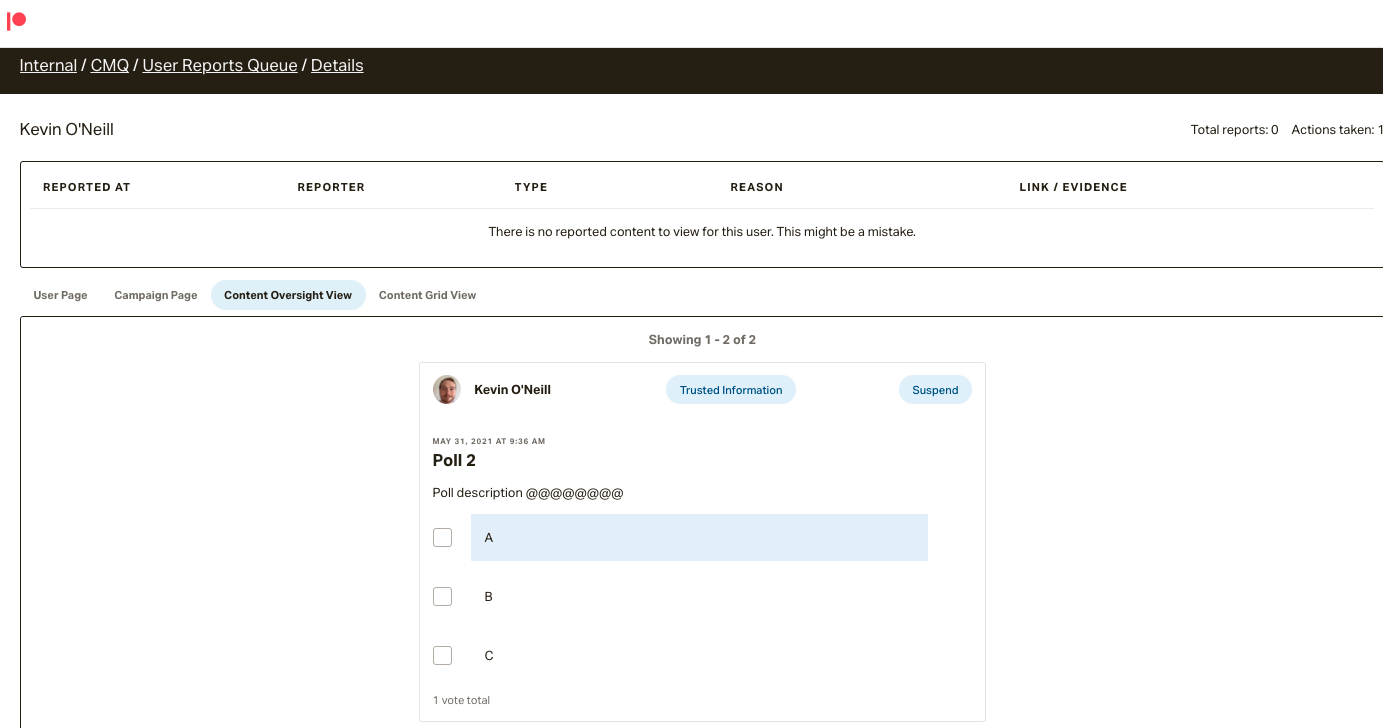 Internal / CMQ / User Reports Queue / Details
Kevin O'Neill
Total reports: 0 Actions taken: 1
REPORTED AT REPORTER TYPE REASON LINK / EVIDENCE
There is no reported content to view for this user. This might be a mistake.
User Page Campaign Page Content Oversight View Content Grid View
Showing 1 - 2 of 2
Kevin O'Neill Trusted Information Suspend
MAY 31, 2021 AT 9:36 AM
Poll 2
Poll description @@@@@@@@
A
B
C
1 vote total